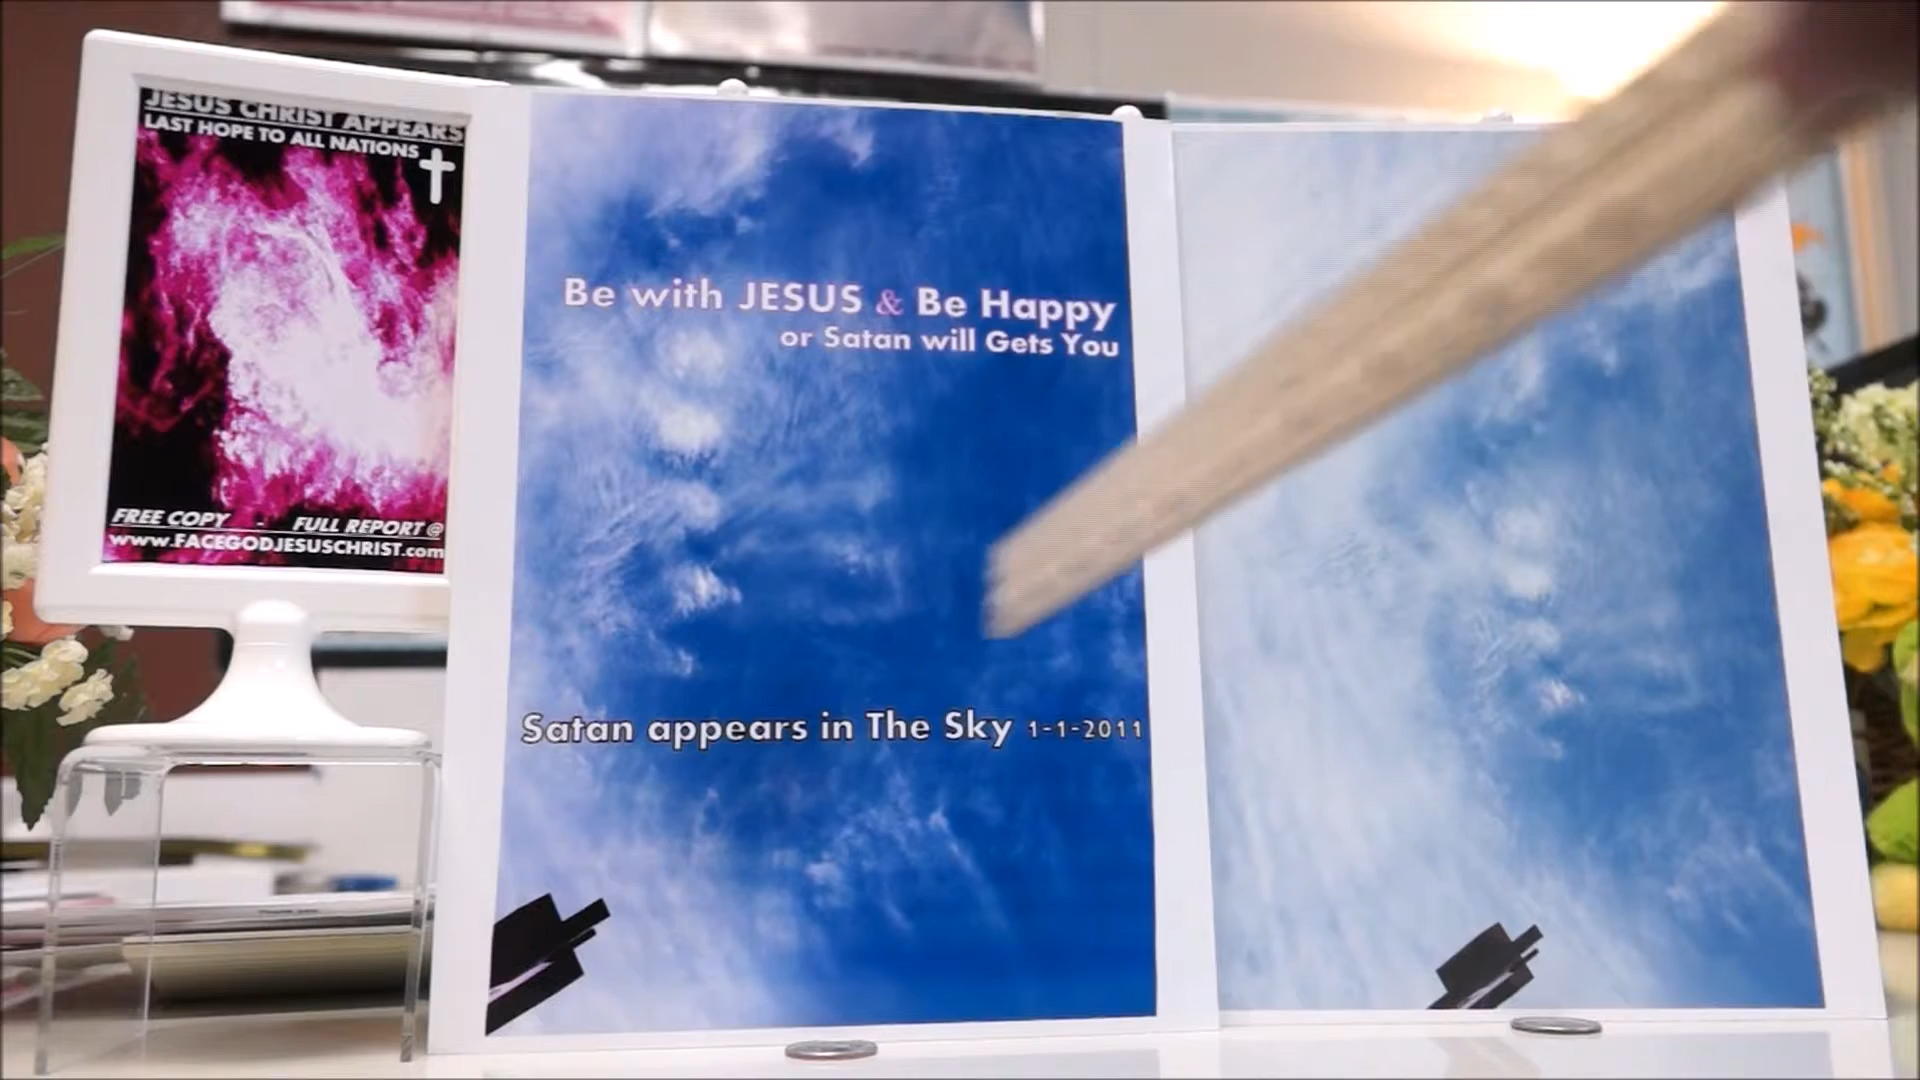 JESUS CHRIST APPEARS
LAST HOPE TO ALL NATIONS
FREE COPY - FULL REPORT @
www.FACEGODJESUSCHRIST.com
Be with JESUS & Be Happy
or Satan will Gets You
Satan appears in The Sky 1-1-2011